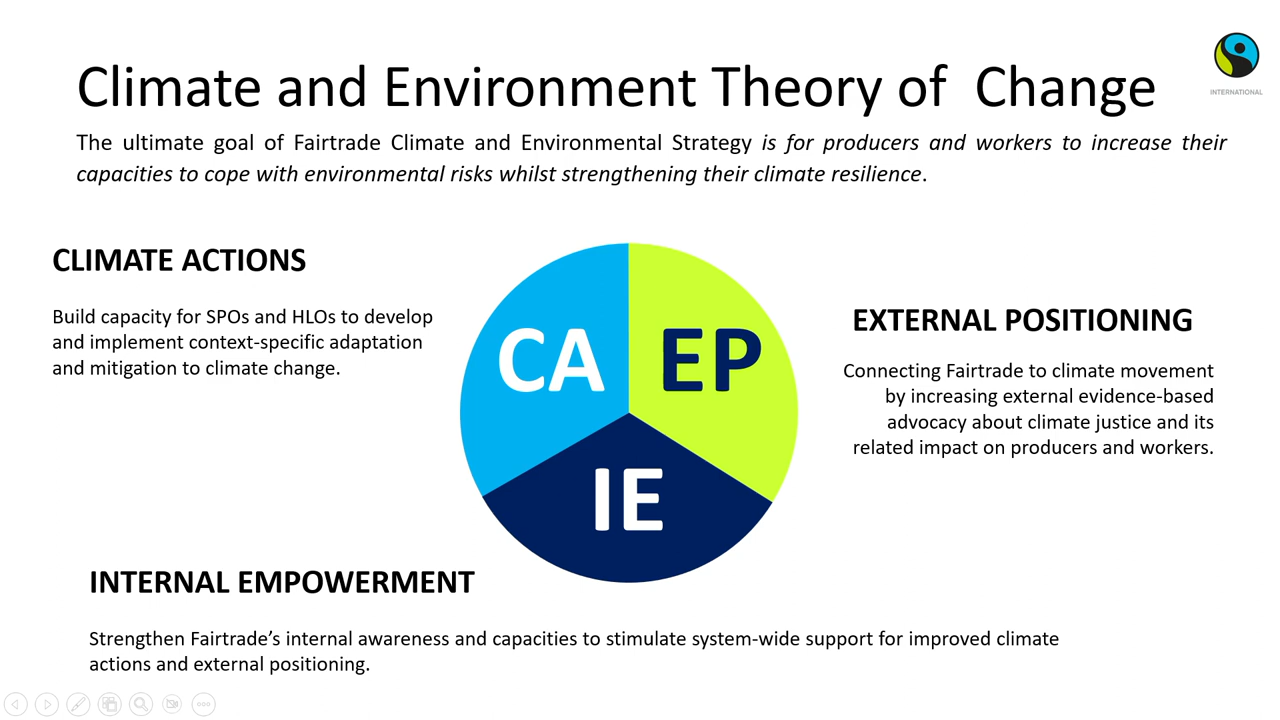 Climate and Environment Theory of  Change
INTERNATIONAL
The ultimate goal of Fairtrade Climate and Environmental Strategy is for producers and workers to increase their
capacities to cope with environmental risks whilst strengthening their climate resilience.
CLIMATE ACTIONS
Build capacity for SPOs and HLOs to develop
and implement context-specific adaptation
and mitigation to climate change.
CA
EP
IE
EXTERNAL POSITIONING
Connecting Fairtrade to climate movement
by increasing external evidence-based
advocacy about climate justice and its
related impact on producers and workers.
INTERNAL EMPOWERMENT
Strengthen Fairtrade’s internal awareness and capacities to stimulate system-wide support for improved climate
actions and external positioning.